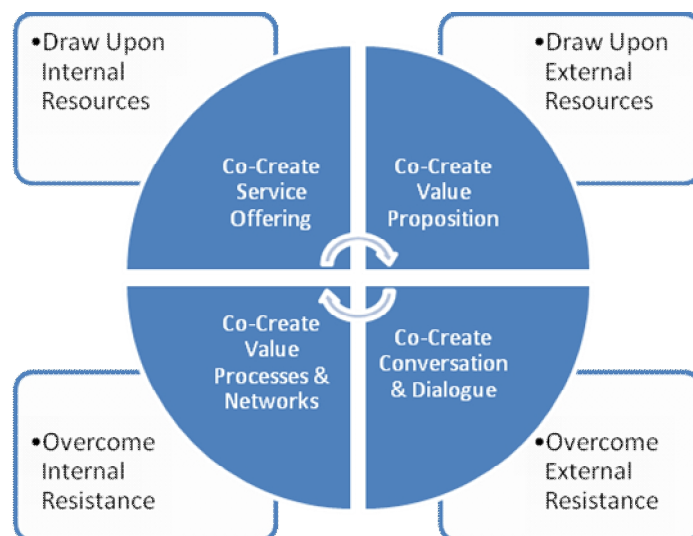 •Draw Upon
Internal
Resources
•Draw Upon
External
Resources
Co-Create
Service
Offering
Co-Create
Value
Proposition
Co-Create
Value
Processes &
Networks
Co-Create
Conversation
& Dialogue
•Overcome
Internal
Resistance
•Overcome
External
Resistance